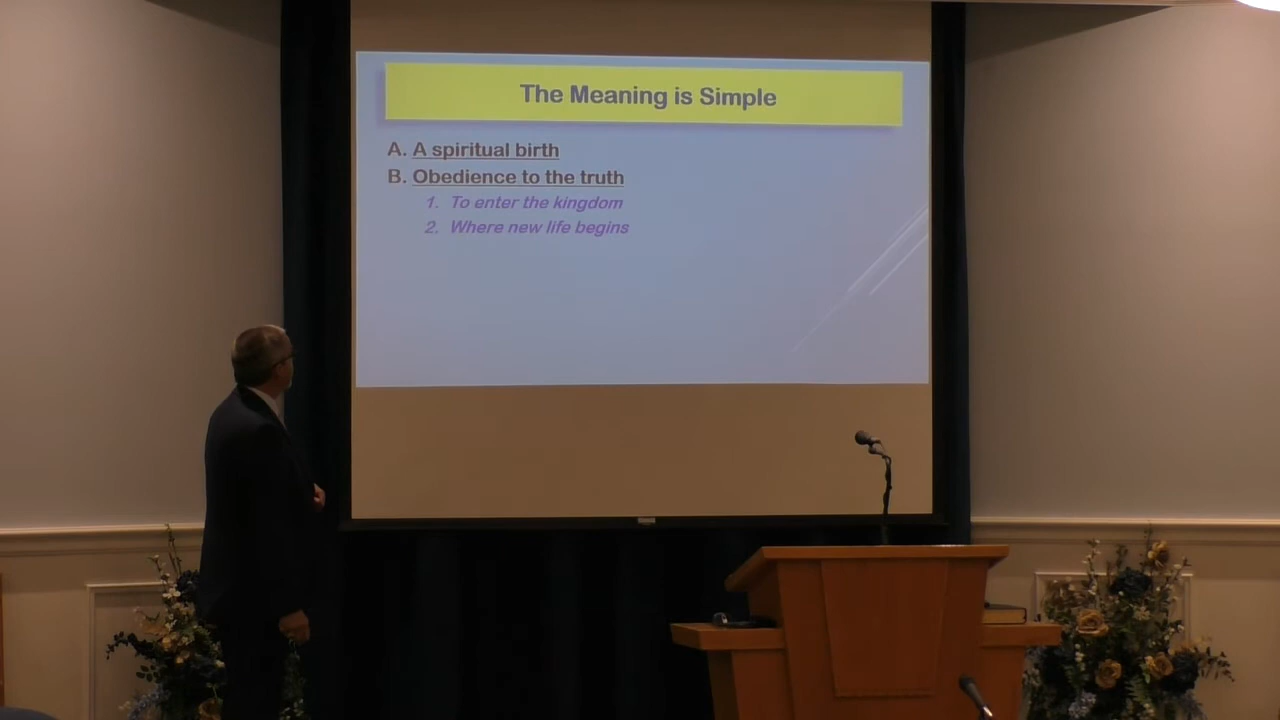 The Meaning is Simple
A. A spiritual birth
B. Obedience to the truth
1. To enter the kingdom
2. Where new life begins